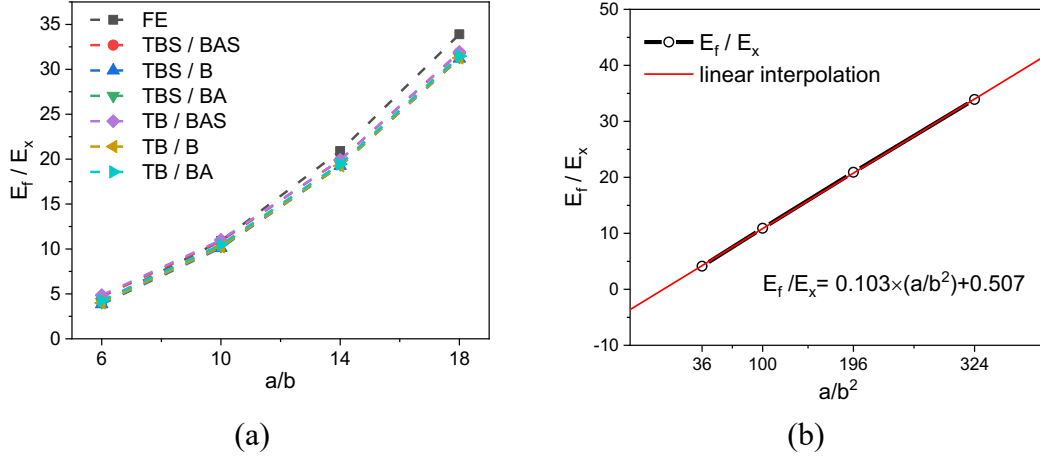 FE
TBS / BAS
TBS / B
TBS / BA
TB / BAS
TB / B
TB / BA
35
30
25
20
15
10
5
0
E_f / E_x
6
10
14
18
a/b
(a)
E_f / E_x
linear interpolation
50
40
30
20
10
0
-10
E_f / E_x
E_f /E_x= 0.103×(a/b²)+0.507
36
100
196
324
a/b²
(b)